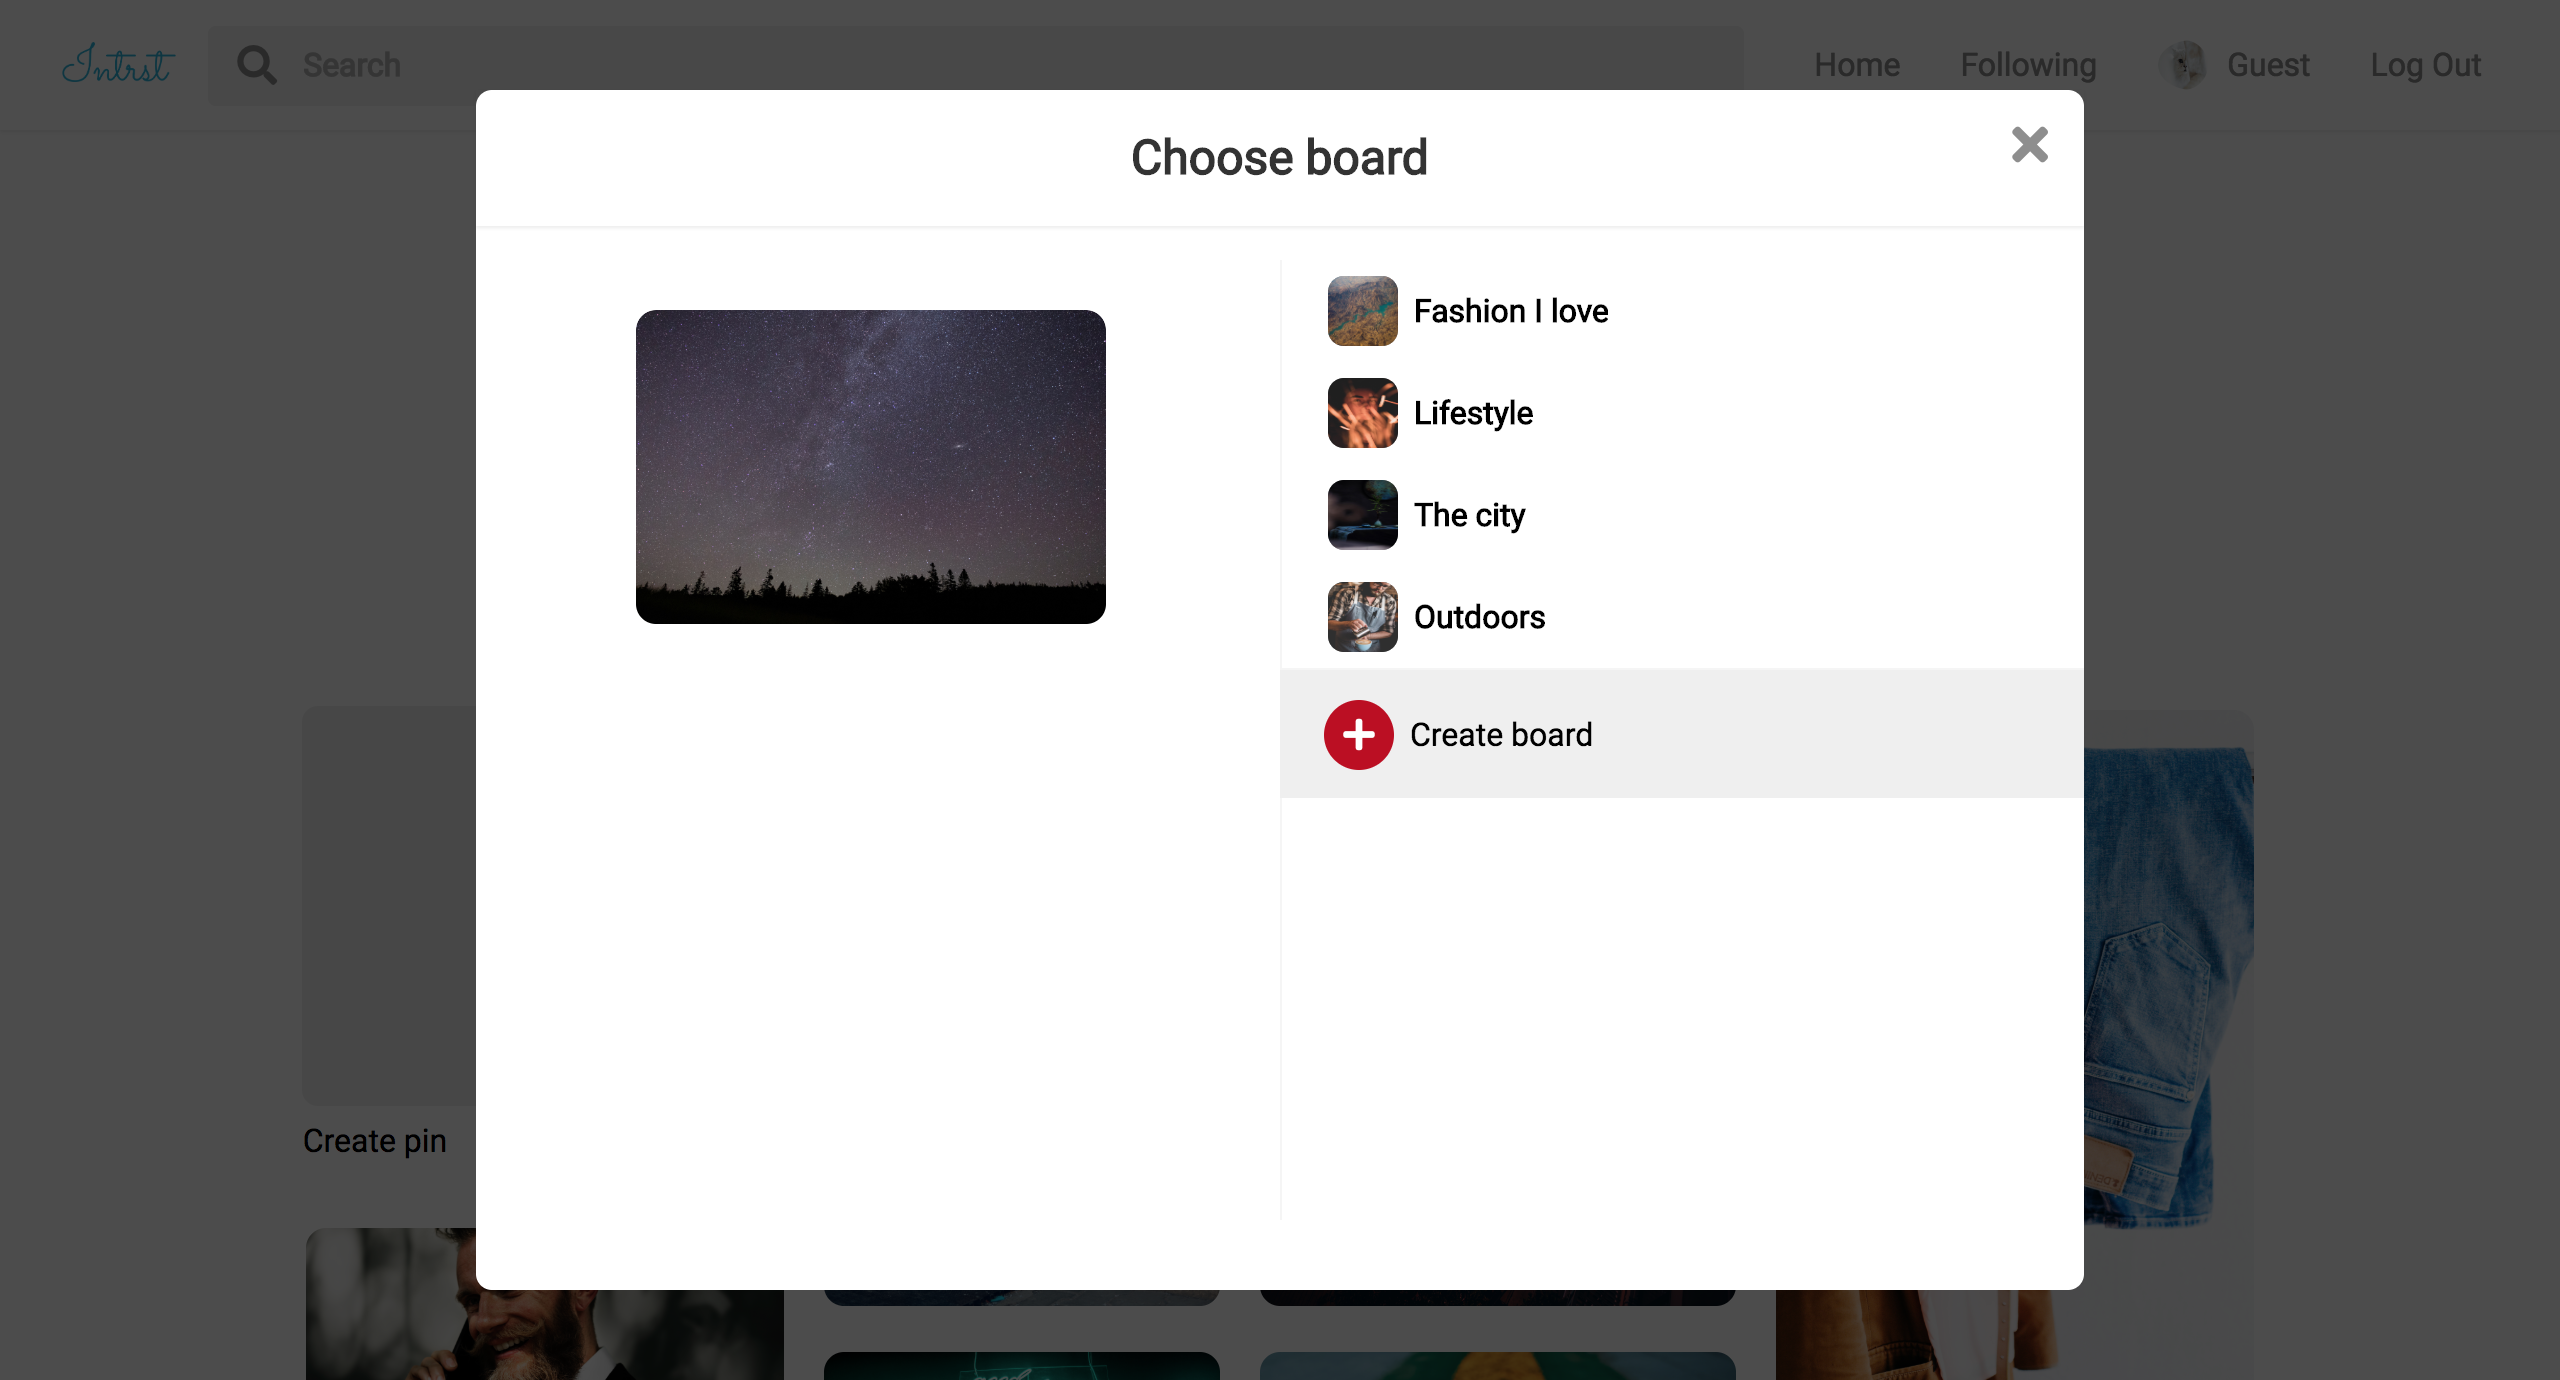 Intrst
Search
Home
Following
Guest
Log Out
Choose board
Fashion I love
Lifestyle
The city
Outdoors
Create board
Create pin
good